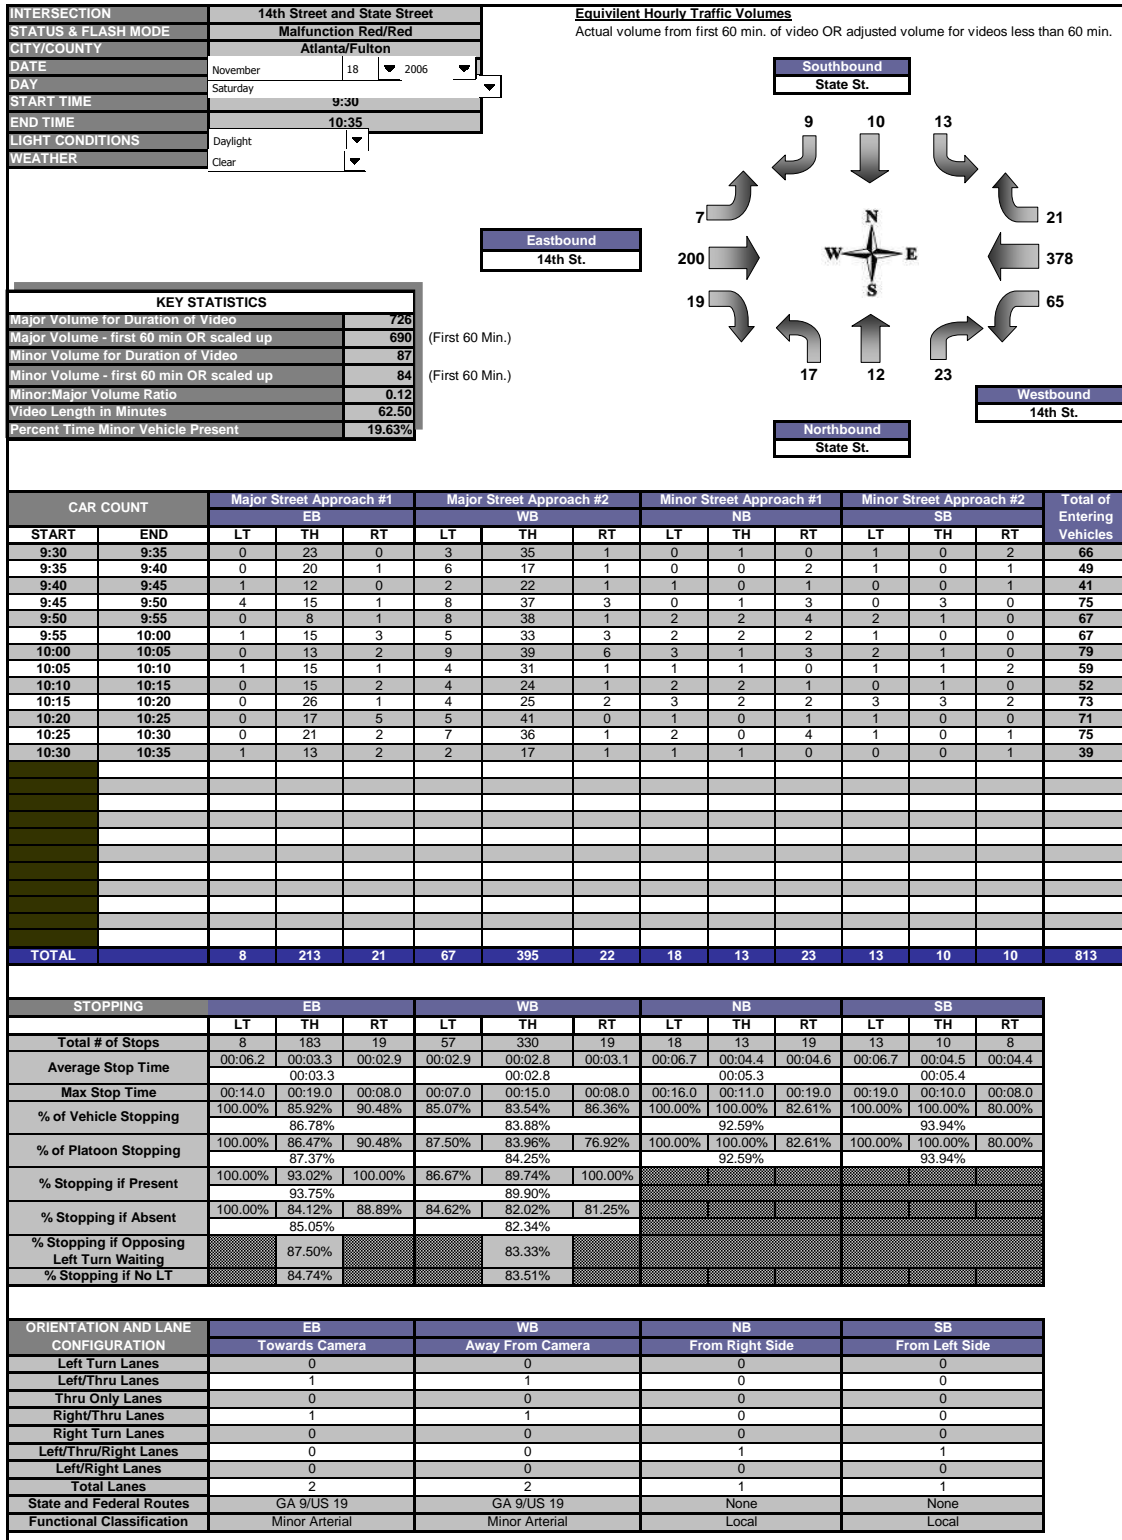 INTERSECTION 14th Street and State Street
STATUS & FLASH MODE Malfunction Red/Red
CITY/COUNTY Atlanta/Fulton
DATE November 18 2006
DAY Saturday
START TIME 9:30
END TIME 10:35
LIGHT CONDITIONS Daylight
WEATHER Clear
Equivilent Hourly Traffic Volumes
Actual volume from first 60 min. of video OR adjusted volume for videos less than 60 min.
Southbound
State St.
9 10 13
7 21
N
Eastbound
14th St.
200 W E 378
S
19 65
17 12 23
Westbound
14th St.
Northbound
State St.
KEY STATISTICS
Major Volume for Duration of Video 726
Major Volume - first 60 min OR scaled up 690 (First 60 Min.)
Minor Volume for Duration of Video 87
Minor Volume - first 60 min OR scaled up 84 (First 60 Min.)
Minor:Major Volume Ratio 0.12
Video Length in Minutes 62.50
Percent Time Minor Vehicle Present 19.63%
CAR COUNT Major Street Approach #1 Major Street Approach #2 Minor Street Approach #1 Minor Street Approach #2 Total of
EB WB NB SB Entering
START END LT TH RT LT TH RT LT TH RT LT TH RT Vehicles
9:30 9:35 0 23 0 3 35 1 0 1 0 1 0 2 66
9:35 9:40 0 20 1 6 17 1 0 0 2 1 0 1 49
9:40 9:45 1 12 0 2 22 1 1 0 1 0 0 1 41
9:45 9:50 4 15 1 8 37 3 0 1 3 0 3 0 75
9:50 9:55 0 8 1 8 38 1 2 2 4 2 1 0 67
9:55 10:00 1 15 3 5 33 3 2 2 2 1 0 0 67
10:00 10:05 0 13 2 9 39 6 3 1 3 2 1 0 79
10:05 10:10 1 15 1 4 31 1 1 1 0 1 1 2 59
10:10 10:15 0 15 2 4 24 1 2 2 1 0 1 0 52
10:15 10:20 0 26 1 4 25 2 3 2 2 3 3 2 73
10:20 10:25 0 17 5 5 41 0 1 0 1 1 0 0 71
10:25 10:30 0 21 2 7 36 1 2 0 4 1 0 1 75
10:30 10:35 1 13 2 2 17 1 1 1 0 0 0 1 39
TOTAL 8 213 21 67 395 22 18 13 23 13 10 10 813
STOPPING EB WB NB SB
LT TH RT LT TH RT LT TH RT LT TH RT
Total # of Stops 8 183 19 57 330 19 18 13 19 13 10 8
Average Stop Time 00:06.2 00:03.3 00:02.9 00:02.9 00:02.8 00:03.1 00:06.7 00:04.4 00:04.6 00:06.7 00:04.5 00:04.4
00:03.3 00:02.8 00:05.3 00:05.4
Max Stop Time 00:14.0 00:19.0 00:08.0 00:07.0 00:15.0 00:08.0 00:16.0 00:11.0 00:19.0 00:19.0 00:10.0 00:08.0
% of Vehicle Stopping 100.00% 85.92% 90.48% 85.07% 83.54% 86.36% 100.00% 100.00% 82.61% 100.00% 100.00% 80.00%
86.78% 83.88% 92.59% 93.94%
% of Platoon Stopping 100.00% 86.47% 90.48% 87.50% 83.96% 76.92% 100.00% 100.00% 82.61% 100.00% 100.00% 80.00%
87.37% 84.25% 92.59% 93.94%
% Stopping if Present 100.00% 93.02% 100.00% 86.67% 89.74% 100.00%
93.75% 89.90%
% Stopping if Absent 100.00% 84.12% 88.89% 84.62% 82.02% 81.25%
85.05% 82.34%
% Stopping if Opposing
Left Turn Waiting 87.50% 83.33%
% Stopping if No LT 84.74% 83.51%
ORIENTATION AND LANE EB WB NB SB
CONFIGURATION Towards Camera Away From Camera From Right Side From Left Side
Left Turn Lanes 0 0 0 0
Left/Thru Lanes 1 1 0 0
Thru Only Lanes 0 0 0 0
Right/Thru Lanes 1 1 0 0
Right Turn Lanes 0 0 0 0
Left/Thru/Right Lanes 0 0 1 1
Left/Right Lanes 0 0 0 0
Total Lanes 2 2 1 1
State and Federal Routes GA 9/US 19 GA 9/US 19 None None
Functional Classification Minor Arterial Minor Arterial Local Local